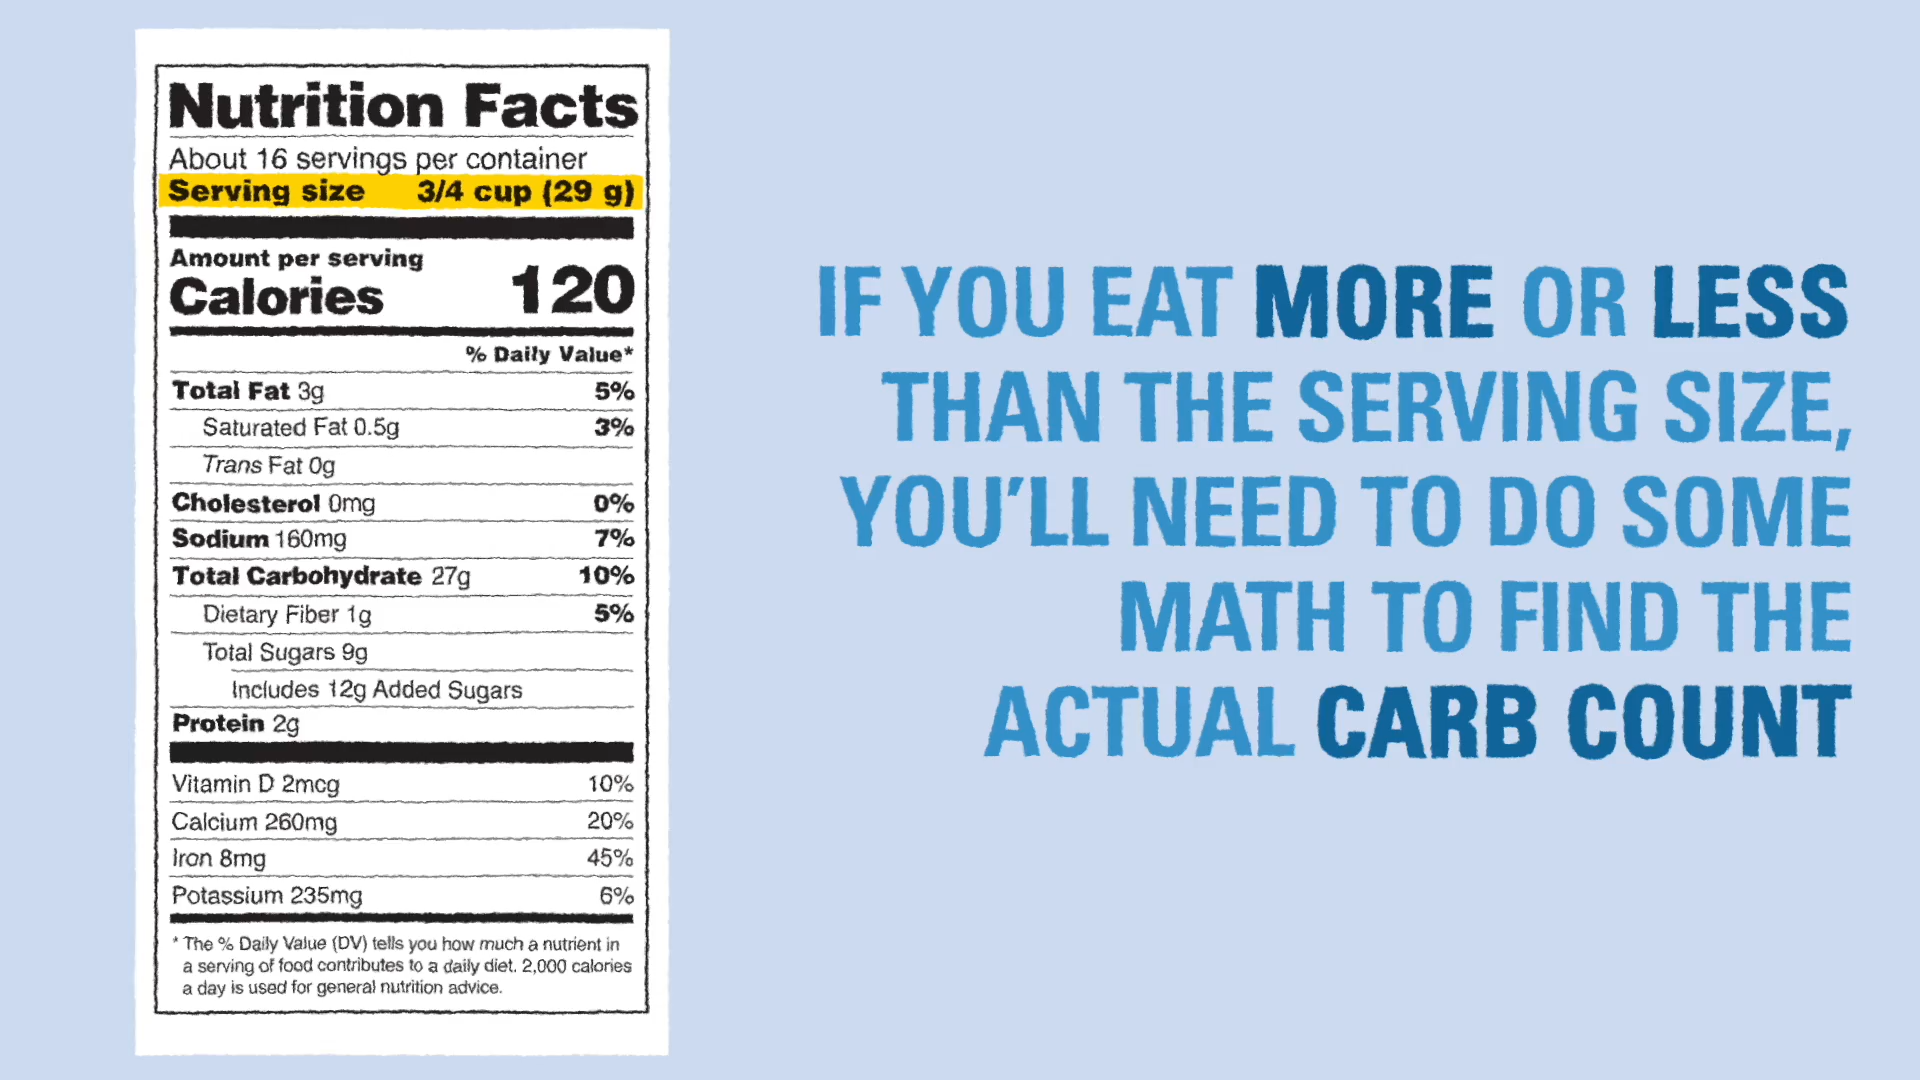 Nutrition Facts
About 16 servings per container
Serving size 3/4 cup (29 g)
Amount per serving
Calories 120
% Daily Value*
Total Fat 3g 5%
Saturated Fat 0.5g 3%
Trans Fat 0g
Cholesterol 0mg 0%
Sodium 160mg 7%
Total Carbohydrate 27g 10%
Dietary Fiber 1g 5%
Total Sugars 9g
Includes 12g Added Sugars
Protein 2g
Vitamin D 2mcg 10%
Calcium 260mg 20%
Iron 8mg 45%
Potassium 235mg 6%
* The % Daily Value (DV) tells you how much a nutrient in
a serving of food contributes to a daily diet. 2,000 calories
a day is used for general nutrition advice.
IF YOU EAT MORE OR LESS
THAN THE SERVING SIZE,
YOU'LL NEED TO DO SOME
MATH TO FIND THE
ACTUAL CARB COUNT